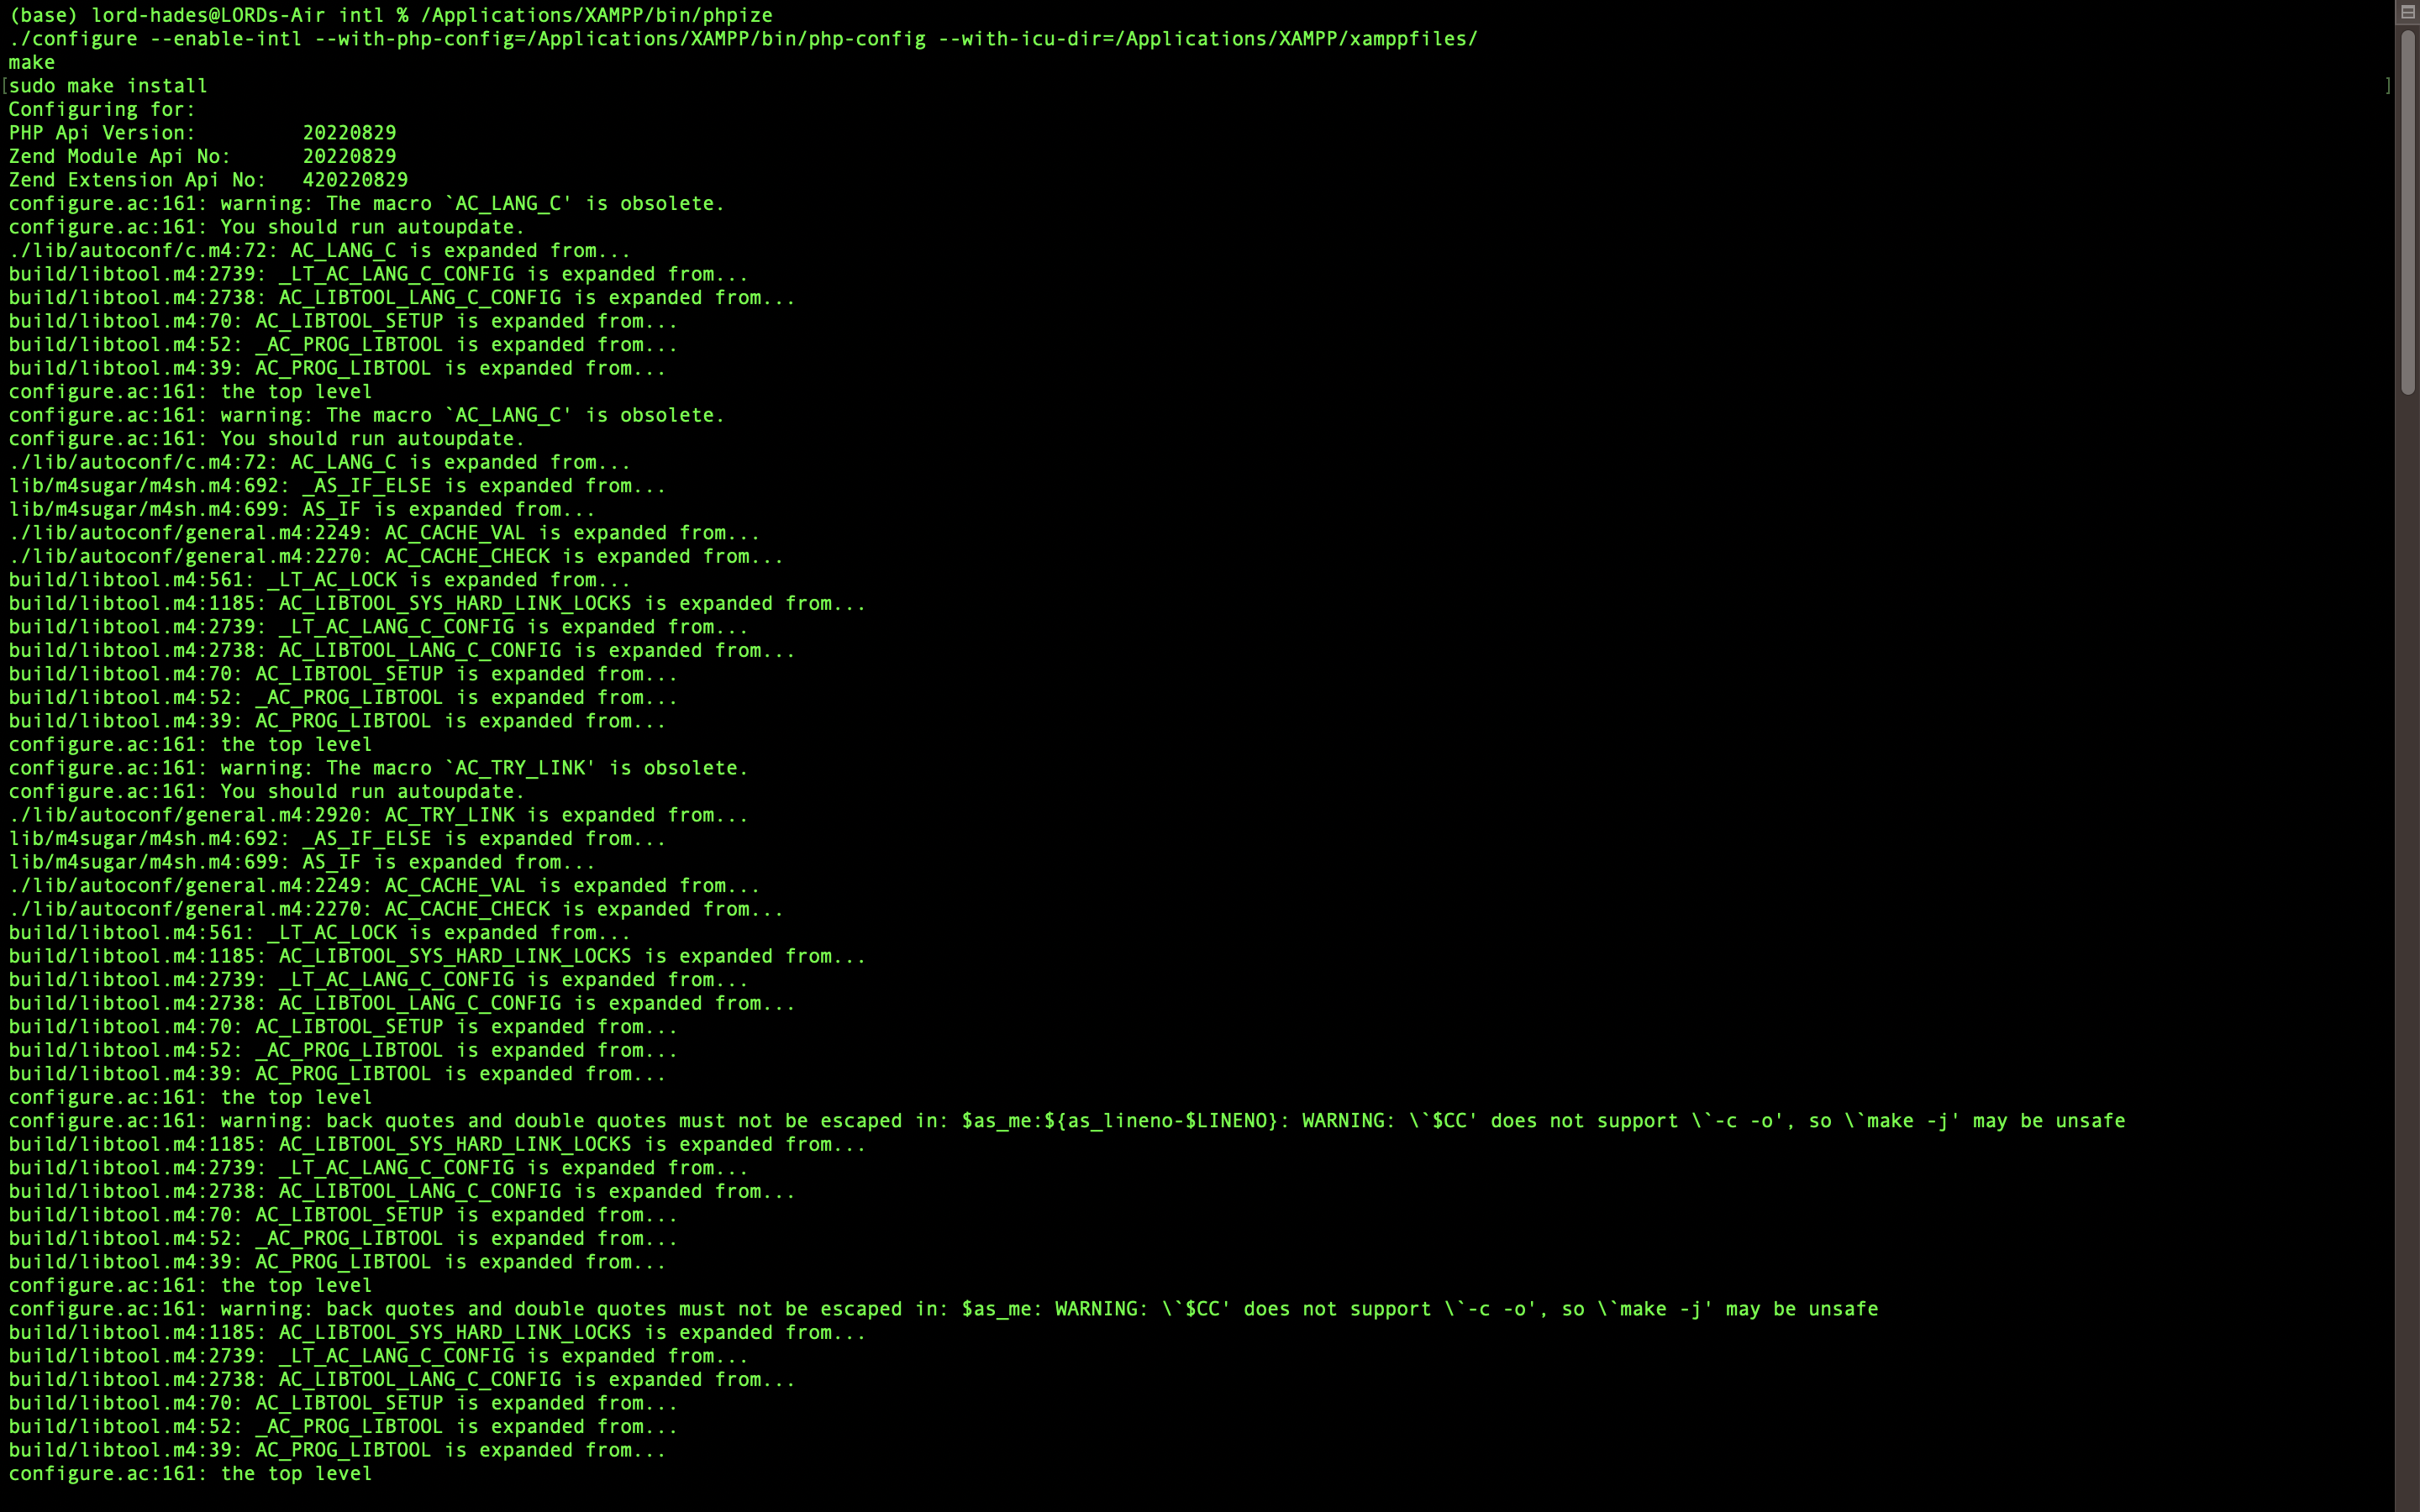 (base) lord-hades@LORDs-Air intl % /Applications/XAMPP/bin/phpize
./configure --enable-intl --with-php-config=/Applications/XAMPP/bin/php-config --with-icu-dir=/Applications/XAMPP/xamppfiles/
make
[sudo make install ]
Configuring for:
PHP Api Version:         20220829
Zend Module Api No:      20220829
Zend Extension Api No:   420220829
configure.ac:161: warning: The macro `AC_LANG_C' is obsolete.
configure.ac:161: You should run autoupdate.
./lib/autoconf/c.m4:72: AC_LANG_C is expanded from...
build/libtool.m4:2739: _LT_AC_LANG_C_CONFIG is expanded from...
build/libtool.m4:2738: AC_LIBTOOL_LANG_C_CONFIG is expanded from...
build/libtool.m4:70: AC_LIBTOOL_SETUP is expanded from...
build/libtool.m4:52: _AC_PROG_LIBTOOL is expanded from...
build/libtool.m4:39: AC_PROG_LIBTOOL is expanded from...
configure.ac:161: the top level
configure.ac:161: warning: The macro `AC_LANG_C' is obsolete.
configure.ac:161: You should run autoupdate.
./lib/autoconf/c.m4:72: AC_LANG_C is expanded from...
lib/m4sugar/m4sh.m4:692: _AS_IF_ELSE is expanded from...
lib/m4sugar/m4sh.m4:699: AS_IF is expanded from...
./lib/autoconf/general.m4:2249: AC_CACHE_VAL is expanded from...
./lib/autoconf/general.m4:2270: AC_CACHE_CHECK is expanded from...
build/libtool.m4:561: _LT_AC_LOCK is expanded from...
build/libtool.m4:1185: AC_LIBTOOL_SYS_HARD_LINK_LOCKS is expanded from...
build/libtool.m4:2739: _LT_AC_LANG_C_CONFIG is expanded from...
build/libtool.m4:2738: AC_LIBTOOL_LANG_C_CONFIG is expanded from...
build/libtool.m4:70: AC_LIBTOOL_SETUP is expanded from...
build/libtool.m4:52: _AC_PROG_LIBTOOL is expanded from...
build/libtool.m4:39: AC_PROG_LIBTOOL is expanded from...
configure.ac:161: the top level
configure.ac:161: warning: The macro `AC_TRY_LINK' is obsolete.
configure.ac:161: You should run autoupdate.
./lib/autoconf/general.m4:2920: AC_TRY_LINK is expanded from...
lib/m4sugar/m4sh.m4:692: _AS_IF_ELSE is expanded from...
lib/m4sugar/m4sh.m4:699: AS_IF is expanded from...
./lib/autoconf/general.m4:2249: AC_CACHE_VAL is expanded from...
./lib/autoconf/general.m4:2270: AC_CACHE_CHECK is expanded from...
build/libtool.m4:561: _LT_AC_LOCK is expanded from...
build/libtool.m4:1185: AC_LIBTOOL_SYS_HARD_LINK_LOCKS is expanded from...
build/libtool.m4:2739: _LT_AC_LANG_C_CONFIG is expanded from...
build/libtool.m4:2738: AC_LIBTOOL_LANG_C_CONFIG is expanded from...
build/libtool.m4:70: AC_LIBTOOL_SETUP is expanded from...
build/libtool.m4:52: _AC_PROG_LIBTOOL is expanded from...
build/libtool.m4:39: AC_PROG_LIBTOOL is expanded from...
configure.ac:161: the top level
configure.ac:161: warning: back quotes and double quotes must not be escaped in: $as_me:${as_lineno-$LINENO}: WARNING: \`$CC' does not support \`-c -o', so \`make -j' may be unsafe
build/libtool.m4:1185: AC_LIBTOOL_SYS_HARD_LINK_LOCKS is expanded from...
build/libtool.m4:2739: _LT_AC_LANG_C_CONFIG is expanded from...
build/libtool.m4:2738: AC_LIBTOOL_LANG_C_CONFIG is expanded from...
build/libtool.m4:70: AC_LIBTOOL_SETUP is expanded from...
build/libtool.m4:52: _AC_PROG_LIBTOOL is expanded from...
build/libtool.m4:39: AC_PROG_LIBTOOL is expanded from...
configure.ac:161: the top level
configure.ac:161: warning: back quotes and double quotes must not be escaped in: $as_me: WARNING: \`$CC' does not support \`-c -o', so \`make -j' may be unsafe
build/libtool.m4:1185: AC_LIBTOOL_SYS_HARD_LINK_LOCKS is expanded from...
build/libtool.m4:2739: _LT_AC_LANG_C_CONFIG is expanded from...
build/libtool.m4:2738: AC_LIBTOOL_LANG_C_CONFIG is expanded from...
build/libtool.m4:70: AC_LIBTOOL_SETUP is expanded from...
build/libtool.m4:52: _AC_PROG_LIBTOOL is expanded from...
build/libtool.m4:39: AC_PROG_LIBTOOL is expanded from...
configure.ac:161: the top level